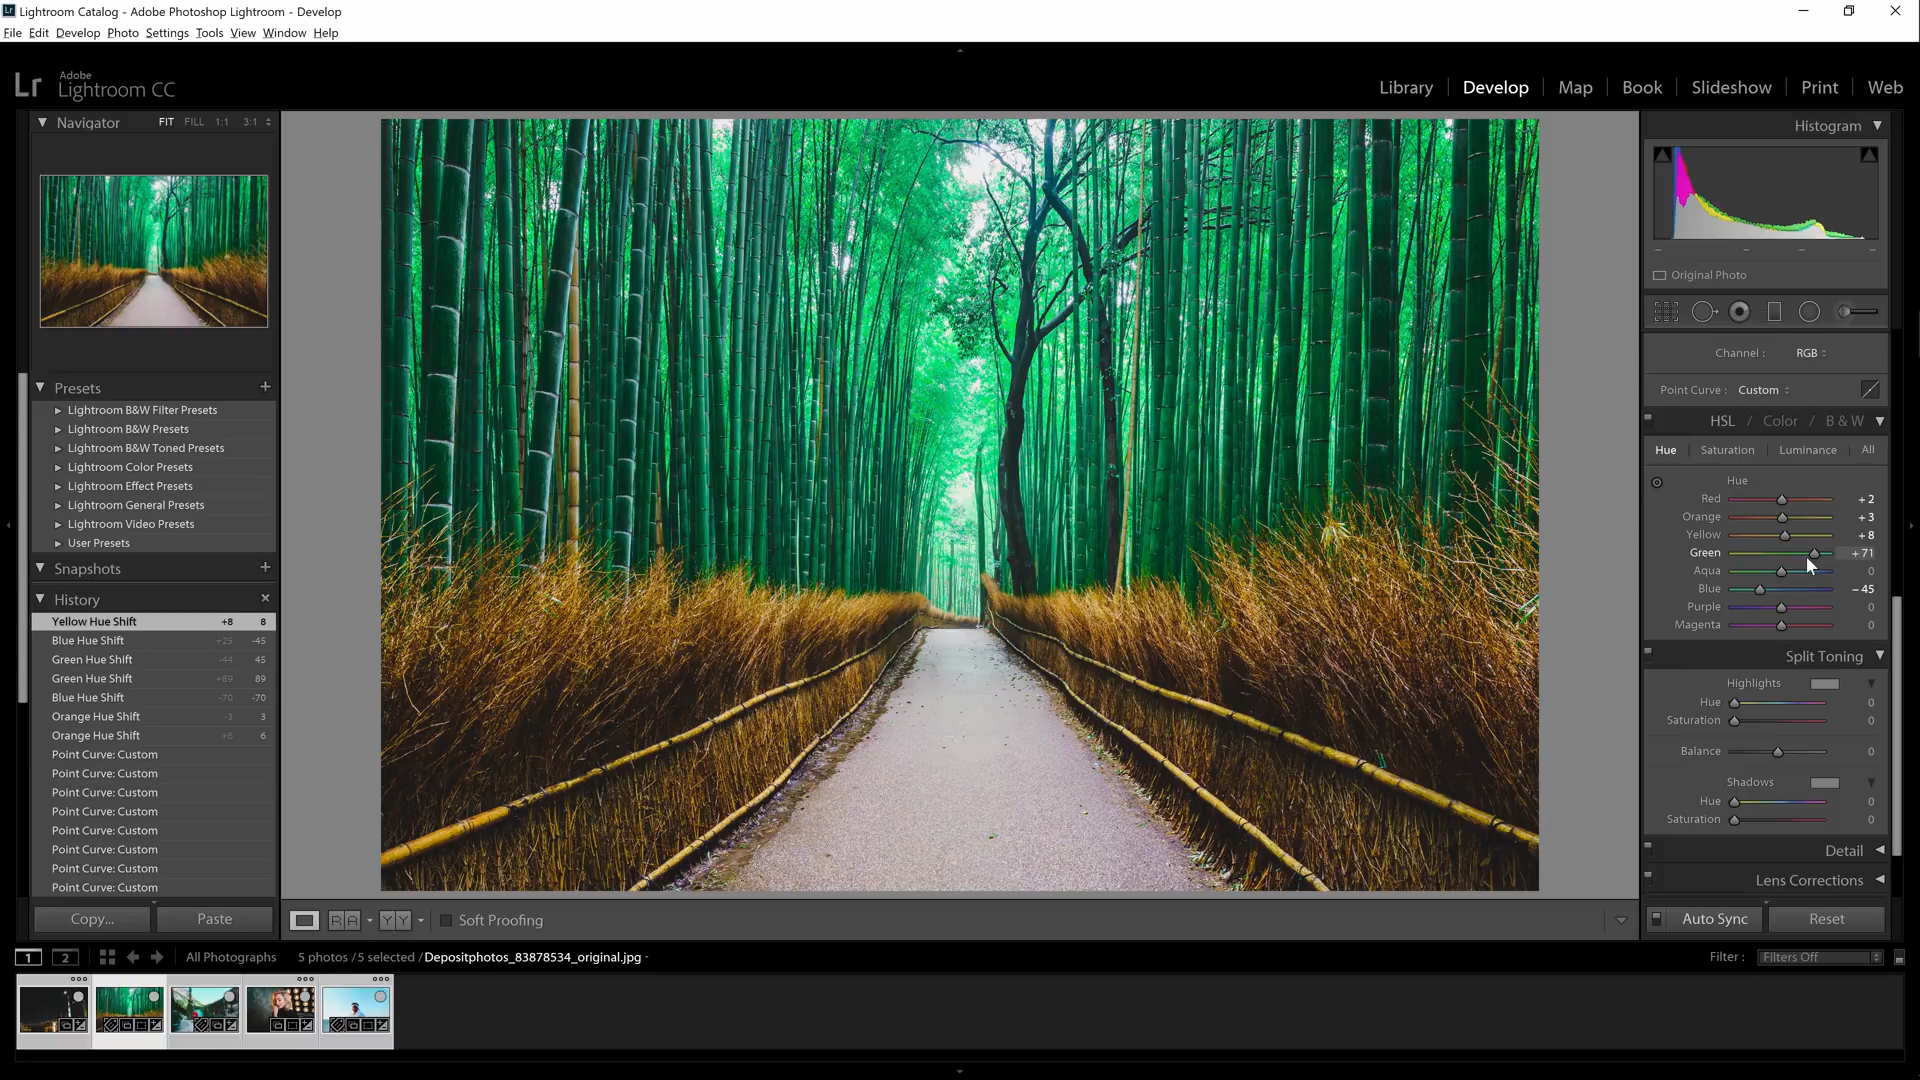 Lightroom Catalog - Adobe Photoshop Lightroom - Develop
File Edit Develop Photo Settings Tools View Window Help
Lr Adobe Lightroom CC
Library Develop Map Book Slideshow Print Web
Navigator FIT FILL 1:1 3:1
Presets
Lightroom B&W Filter Presets
Lightroom B&W Presets
Lightroom B&W Toned Presets
Lightroom Color Presets
Lightroom Effect Presets
Lightroom General Presets
Lightroom Video Presets
User Presets
Snapshots
History
Yellow Hue Shift +8 8
Blue Hue Shift +25 -45
Green Hue Shift -44 45
Green Hue Shift +89 89
Blue Hue Shift -70 -70
Orange Hue Shift -3 3
Orange Hue Shift +6 6
Point Curve: Custom
Point Curve: Custom
Point Curve: Custom
Point Curve: Custom
Point Curve: Custom
Point Curve: Custom
Point Curve: Custom
Point Curve: Custom
Copy... Paste
Histogram
Original Photo
Channel : RGB
Point Curve : Custom
HSL / Color / B & W
Hue Saturation Luminance All
Hue
Red + 2
Orange + 3
Yellow + 8
Green + 71
Aqua 0
Blue – 45
Purple 0
Magenta 0
Split Toning
Highlights
Hue 0
Saturation 0
Balance 0
Shadows
Hue 0
Saturation 0
Detail
Lens Corrections
Auto Sync Reset
R A Y Y Soft Proofing
1 2 All Photographs 5 photos / 5 selected / Depositphotos_83878534_original.jpg
Filter : Filters Off